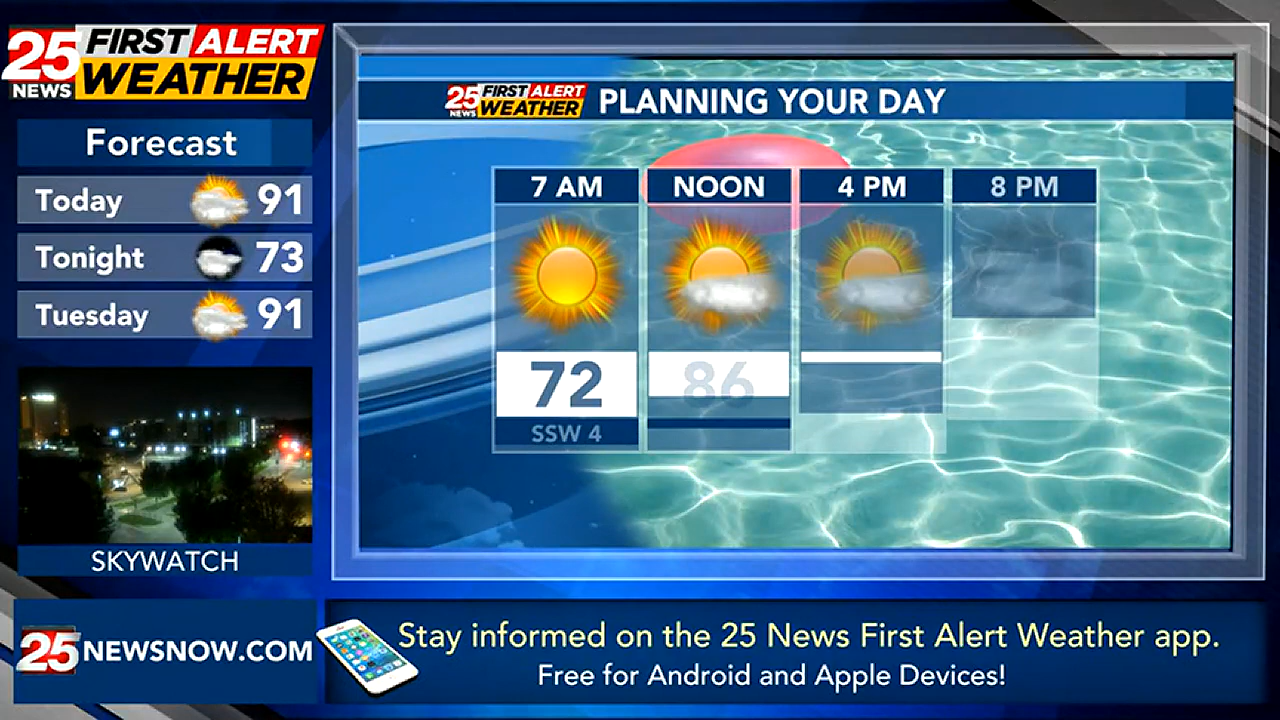 25 NEWS FIRST ALERT WEATHER
Forecast
Today 91
Tonight 73
Tuesday 91
SKYWATCH
25 NEWS FIRST ALERT WEATHER PLANNING YOUR DAY
7 AM NOON 4 PM 8 PM
72 86
SSW 4
25 NEWSNOW.COM
Stay informed on the 25 News First Alert Weather app.
Free for Android and Apple Devices!